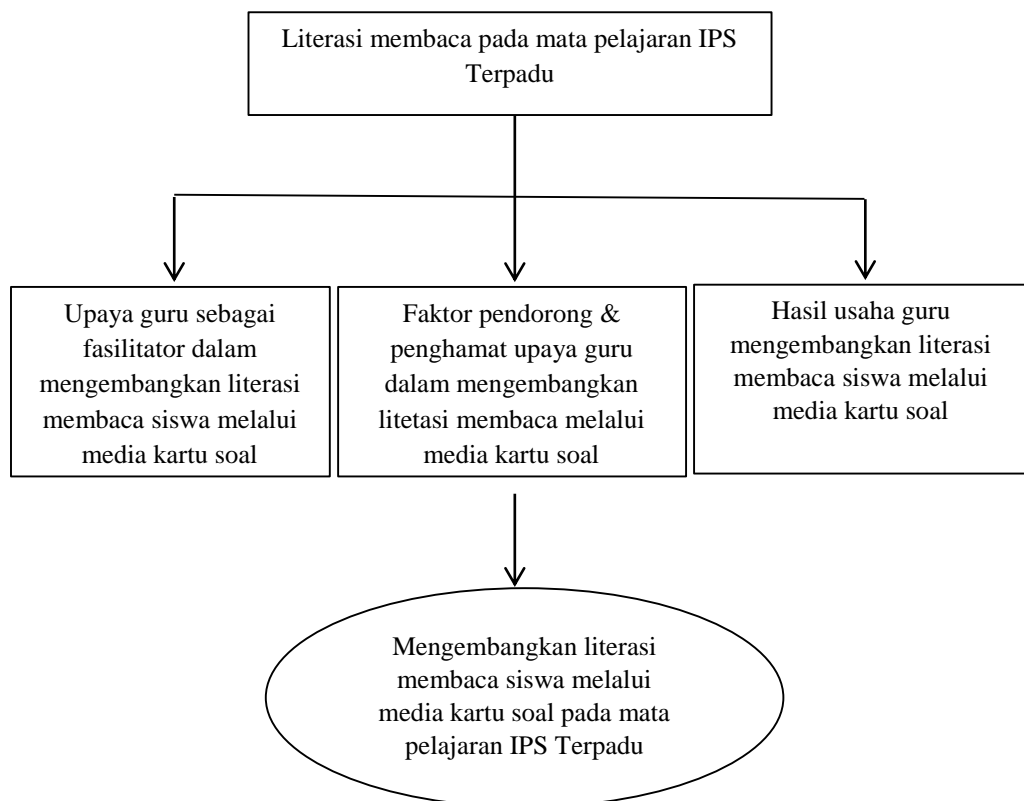 Literasi membaca pada mata pelajaran IPS
Terpadu
Upaya guru sebagai
fasilitator dalam
mengembangkan literasi
membaca siswa melalui
media kartu soal
Faktor pendorong &
penghamat upaya guru
dalam mengembangkan
litetasi membaca melalui
media kartu soal
Hasil usaha guru
mengembangkan literasi
membaca siswa melalui
media kartu soal
Mengembangkan literasi
membaca siswa melalui
media kartu soal pada mata
pelajaran IPS Terpadu